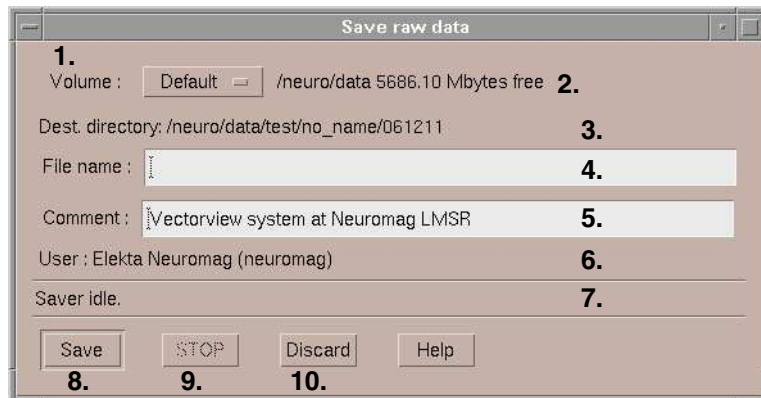 Save raw data
1.
Volume : Default /neuro/data 5686.10 Mbytes free 2.
Dest. directory: /neuro/data/test/no_name/061211 3.
File name : 4.
Comment : Vectorview system at Neuromag LMSR 5.
User : Elekta Neuromag (neuromag) 6.
Saver idle. 7.
Save STOP Discard Help
8. 9. 10.